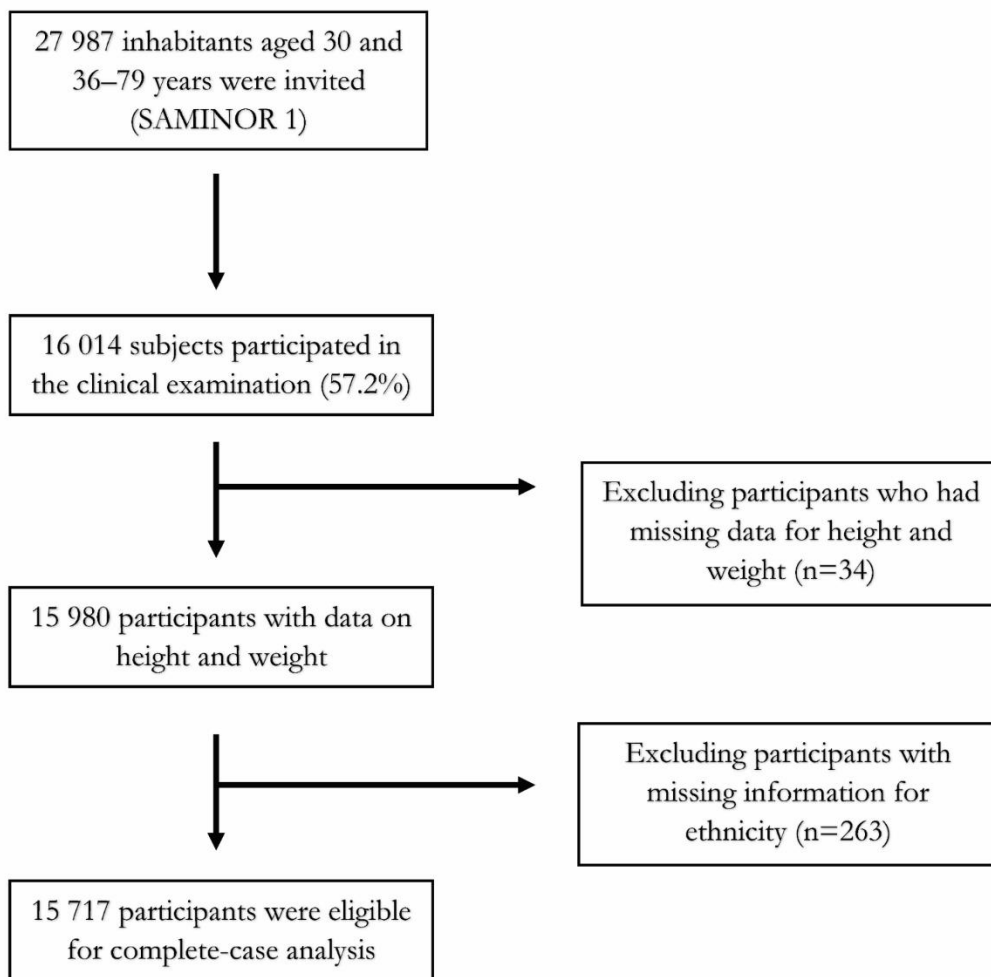 27 987 inhabitants aged 30 and
36–79 years were invited
(SAMINOR 1)
16 014 subjects participated in
the clinical examination (57.2%)
Excluding participants who had
missing data for height and
weight (n=34)
15 980 participants with data on
height and weight
Excluding participants with
missing information for
ethnicity (n=263)
15 717 participants were eligible
for complete-case analysis